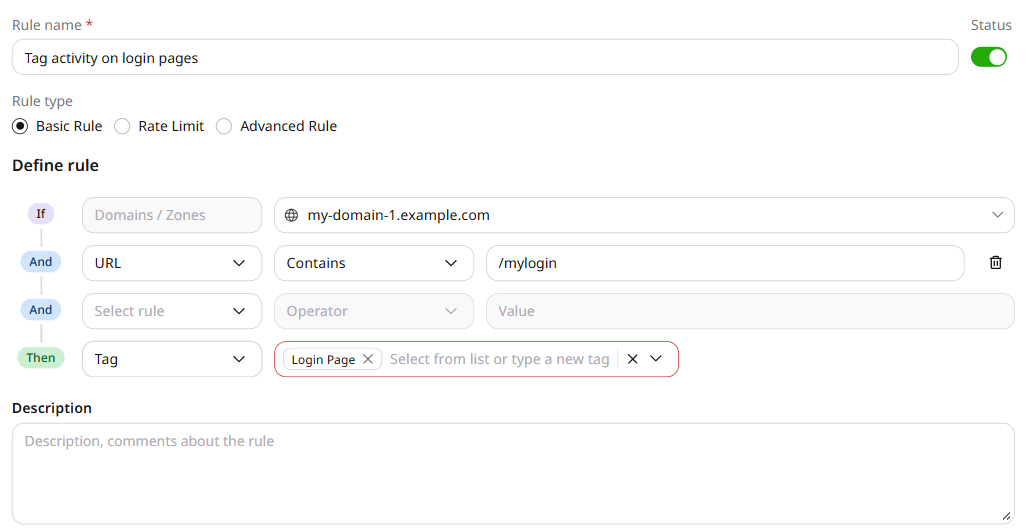 Rule name *
Status
Tag activity on login pages
Rule type
Basic Rule Rate Limit Advanced Rule
Define rule
If Domains / Zones my-domain-1.example.com
And URL Contains /mylogin
And Select rule Operator Value
Then Tag Login Page Select from list or type a new tag
Description
Description, comments about the rule